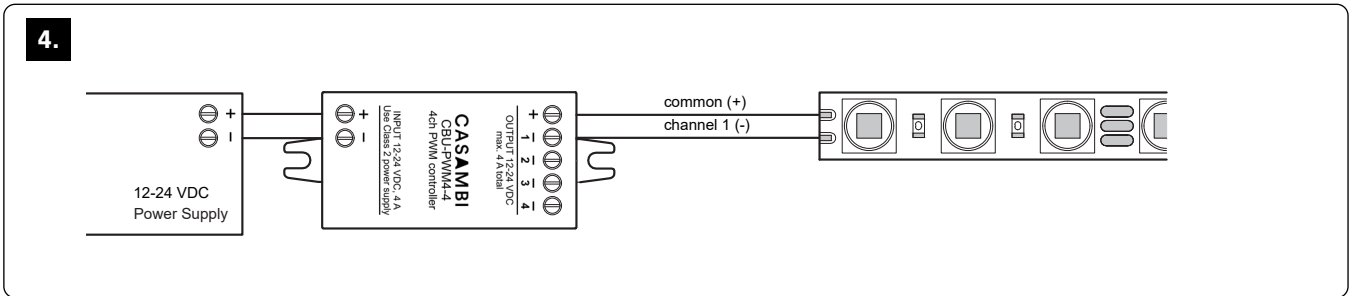 4.
+
−
12-24 VDC
Power Supply
+
−
INPUT 12-24 VDC, 4 A
Use Class 2 power supply
CASAMBI
CBU-PWM4-4
4ch PWM controller
OUTPUT 12-24 VDC
max. 4 A total
+
1 −
2 −
3 −
4 −
common (+)
channel 1 (-)